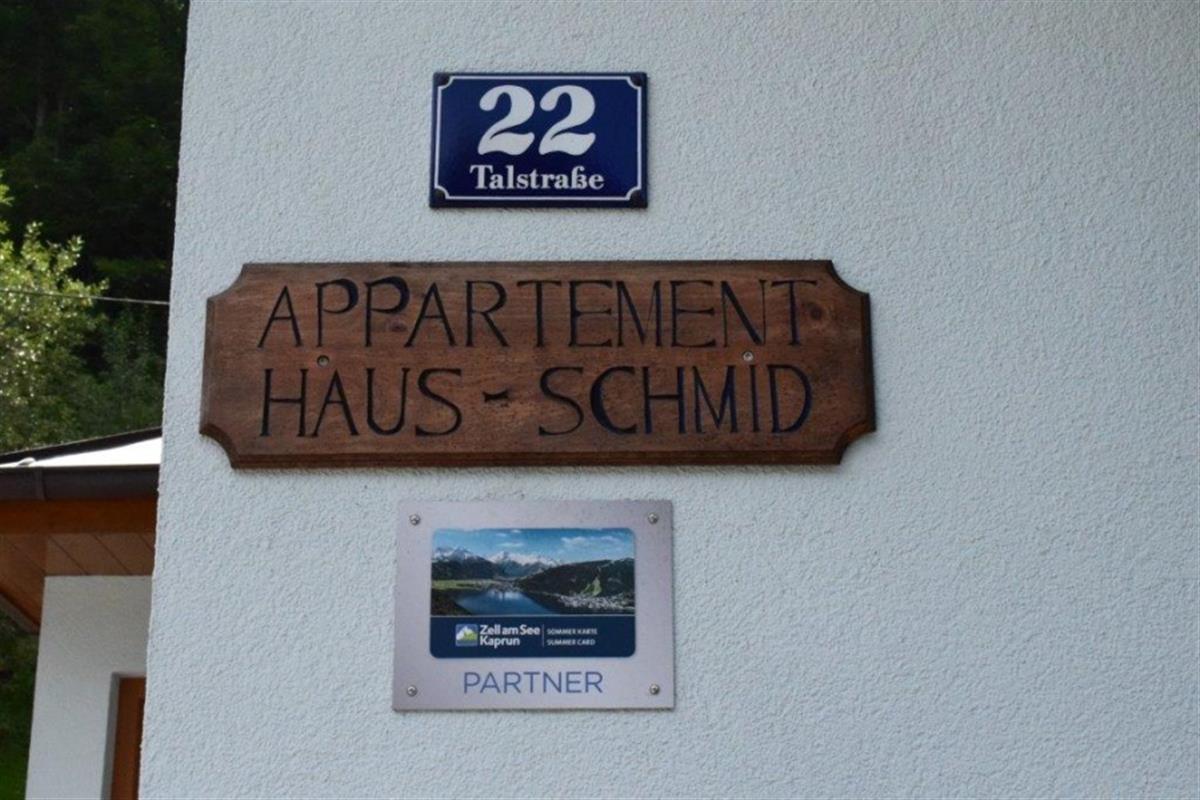 22
Talstraße
APPARTEMENT
HAUS - SCHMID
Zell am See
Kaprun
SOMMER KARTE
SUMMER CARD
PARTNER